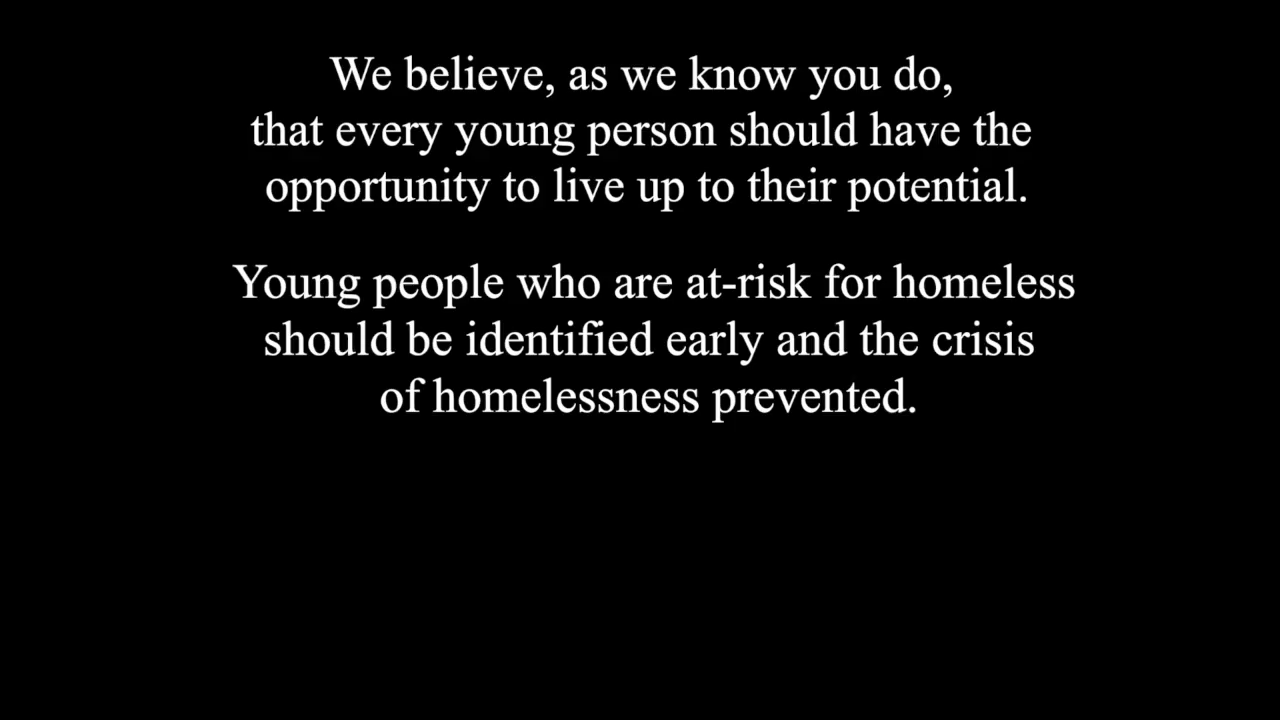 We believe, as we know you do,
that every young person should have the
opportunity to live up to their potential.
Young people who are at-risk for homeless
should be identified early and the crisis
of homelessness prevented.